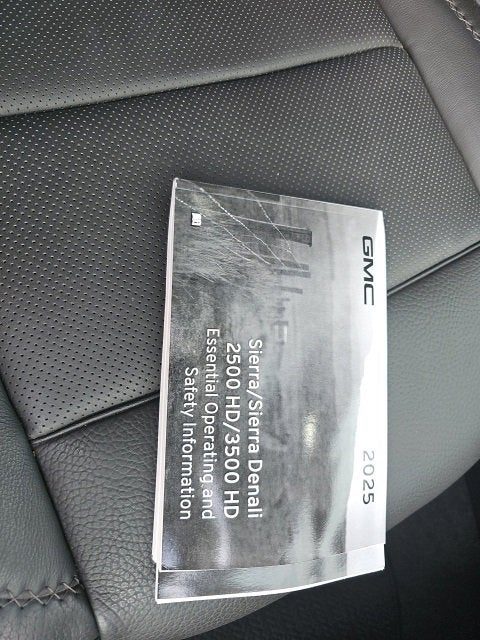 GMC
2025
Sierra/Sierra Denali
2500 HD/3500 HD
Essential Operating and
Safety Information